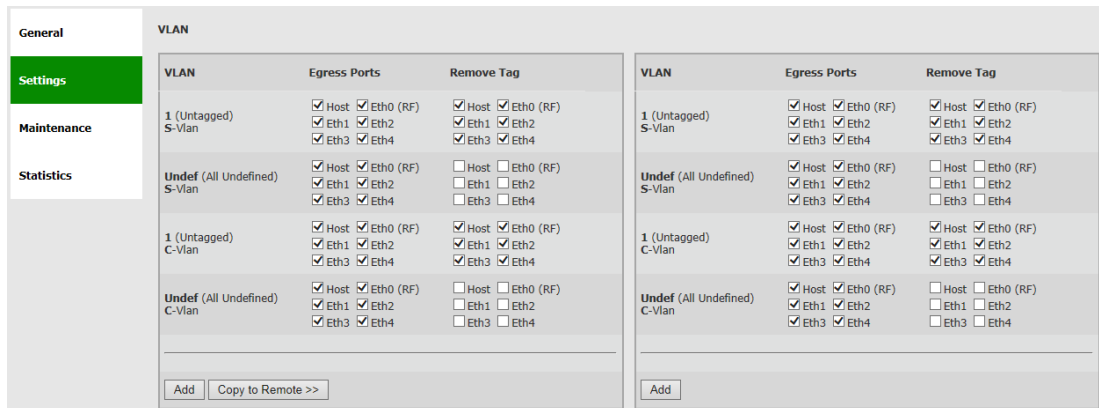 General
Settings
Maintenance
Statistics
VLAN
VLAN Egress Ports Remove Tag
1 (Untagged)
S-Vlan
Host Eth0 (RF)
Eth1 Eth2
Eth3 Eth4
Host Eth0 (RF)
Eth1 Eth2
Eth3 Eth4
Undef (All Undefined)
S-Vlan
Host Eth0 (RF)
Eth1 Eth2
Eth3 Eth4
Host Eth0 (RF)
Eth1 Eth2
Eth3 Eth4
1 (Untagged)
C-Vlan
Host Eth0 (RF)
Eth1 Eth2
Eth3 Eth4
Host Eth0 (RF)
Eth1 Eth2
Eth3 Eth4
Undef (All Undefined)
C-Vlan
Host Eth0 (RF)
Eth1 Eth2
Eth3 Eth4
Host Eth0 (RF)
Eth1 Eth2
Eth3 Eth4
Add Copy to Remote >>
VLAN Egress Ports Remove Tag
1 (Untagged)
S-Vlan
Host Eth0 (RF)
Eth1 Eth2
Eth3 Eth4
Host Eth0 (RF)
Eth1 Eth2
Eth3 Eth4
Undef (All Undefined)
S-Vlan
Host Eth0 (RF)
Eth1 Eth2
Eth3 Eth4
Host Eth0 (RF)
Eth1 Eth2
Eth3 Eth4
1 (Untagged)
C-Vlan
Host Eth0 (RF)
Eth1 Eth2
Eth3 Eth4
Host Eth0 (RF)
Eth1 Eth2
Eth3 Eth4
Undef (All Undefined)
C-Vlan
Host Eth0 (RF)
Eth1 Eth2
Eth3 Eth4
Host Eth0 (RF)
Eth1 Eth2
Eth3 Eth4
Add